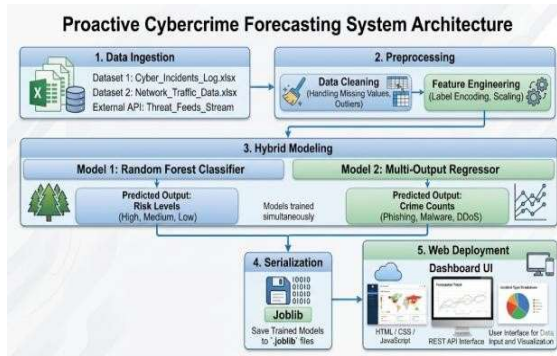 Proactive Cybercrime Forecasting System Architecture
1. Data Ingestion
Dataset 1: Cyber_Incidents_Log.xlsx
Dataset 2: Network_Traffic_Data.xlsx
External API: Threat_Feeds_Stream
2. Preprocessing
Data Cleaning
(Handling Missing Values,
Outliers)
Feature Engineering
(Label Encoding, Scaling)
3. Hybrid Modeling
Model 1: Random Forest Classifier
Model 2: Multi-Output Regressor
Predicted Output:
Risk Levels
(High, Medium, Low)
Models trained
simultaneously
Predicted Output:
Crime Counts
(Phishing, Malware, DDoS)
4. Serialization
Joblib
Save Trained Models
to '.joblib' files
5. Web Deployment
Dashboard UI
HTML / CSS /
JavaScript
REST API Interface
User Interface for Data
Input and Visualization